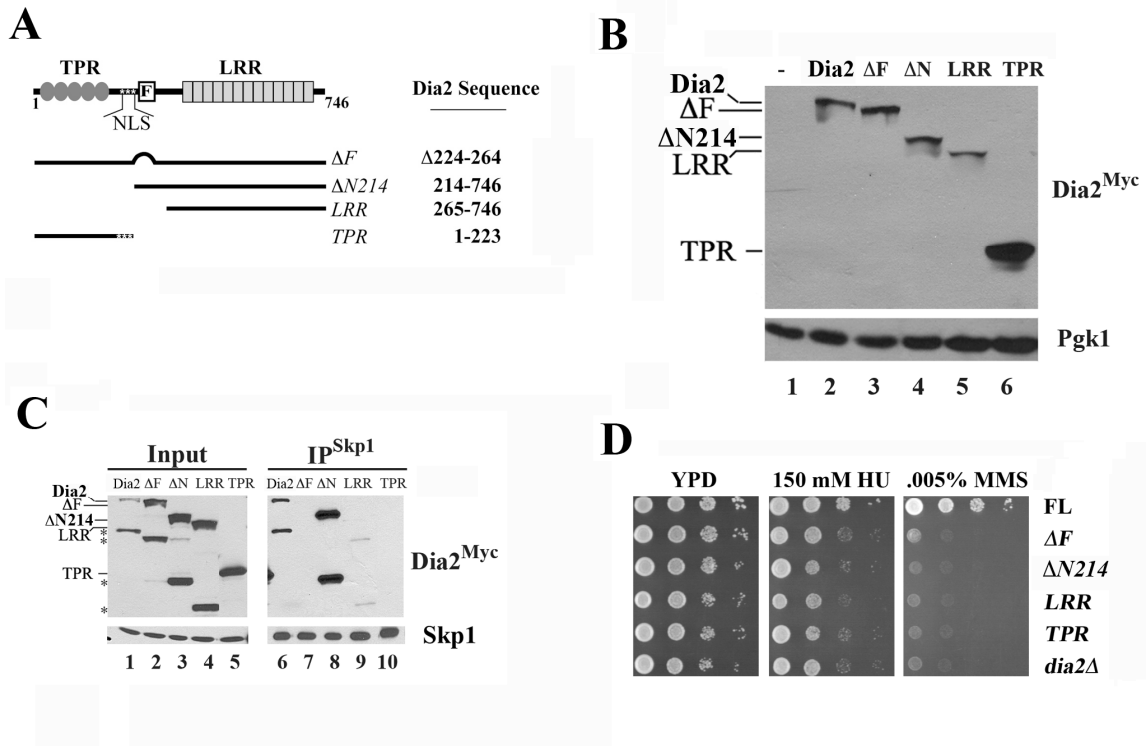 A
TPR LRR
F
1 746
NLS
Dia2 Sequence
ΔF Δ224-264
ΔN214 214-746
LRR 265-746
TPR 1-223
B
- Dia2 ΔF ΔN LRR TPR
Dia2
ΔF
ΔN214
LRR
TPR
Dia2Myc
Pgk1
1 2 3 4 5 6
C
Input IPSkp1
Dia2 ΔF ΔN LRR TPR Dia2 ΔF ΔN LRR TPR
Dia2
ΔF
ΔN214
LRR *
*
TPR
*
*
Dia2Myc
Skp1
1 2 3 4 5 6 7 8 9 10
D
YPD 150 mM HU .005% MMS
FL
ΔF
ΔN214
LRR
TPR
dia2Δ